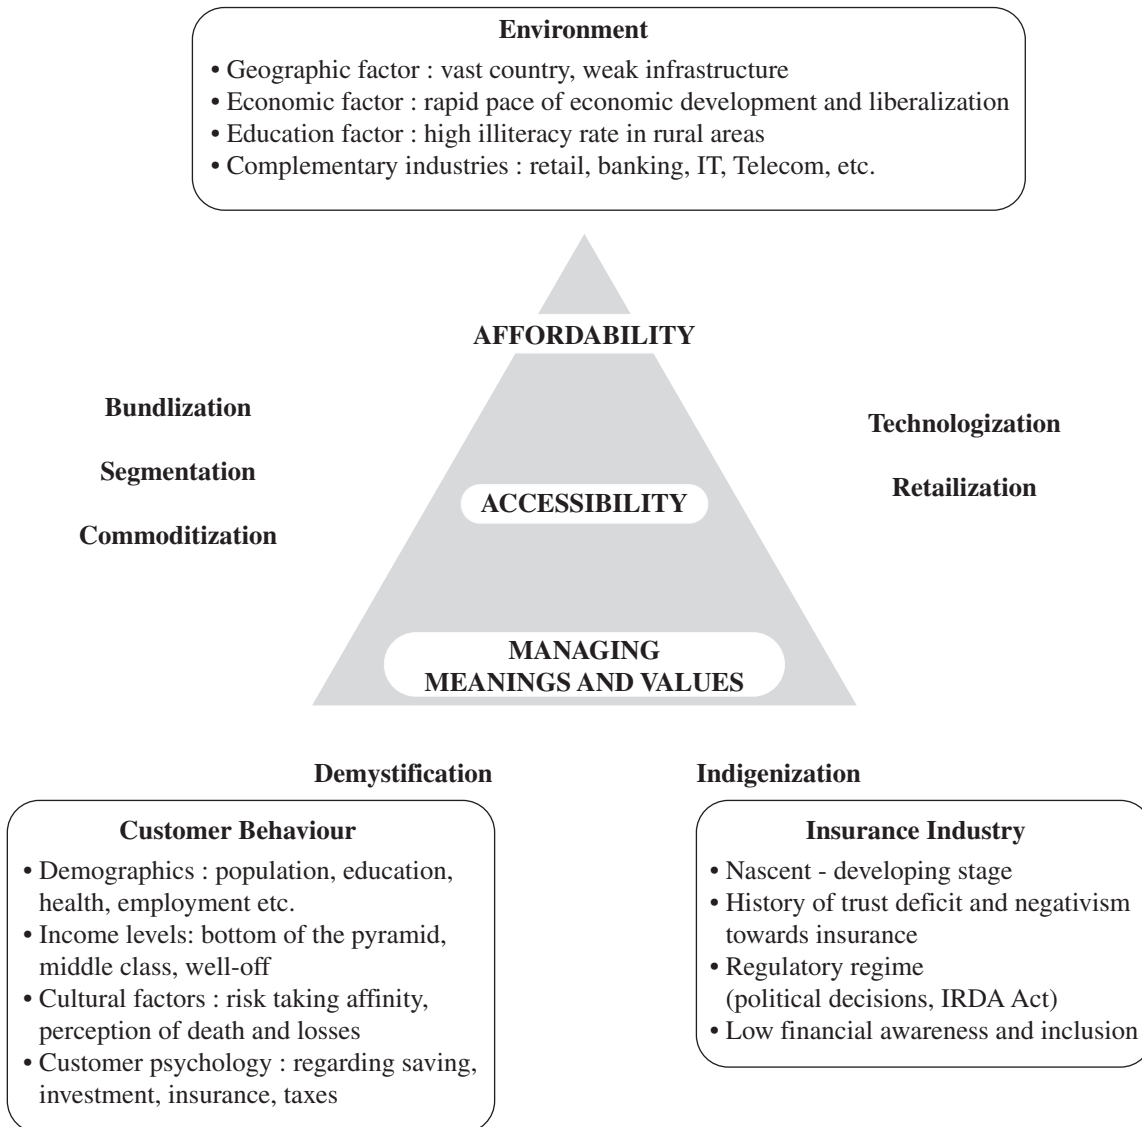 Environment
• Geographic factor : vast country, weak infrastructure
• Economic factor : rapid pace of economic development and liberalization
• Education factor : high illiteracy rate in rural areas
• Complementary industries : retail, banking, IT, Telecom, etc.
AFFORDABILITY
Bundlization
Segmentation
Commoditization
Technologization
Retailization
ACCESSIBILITY
MANAGING
MEANINGS AND VALUES
Demystification
Indigenization
Customer Behaviour
• Demographics : population, education,
health, employment etc.
• Income levels: bottom of the pyramid,
middle class, well-off
• Cultural factors : risk taking affinity,
perception of death and losses
• Customer psychology : regarding saving,
investment, insurance, taxes
Insurance Industry
• Nascent - developing stage
• History of trust deficit and negativism
towards insurance
• Regulatory regime
(political decisions, IRDA Act)
• Low financial awareness and inclusion